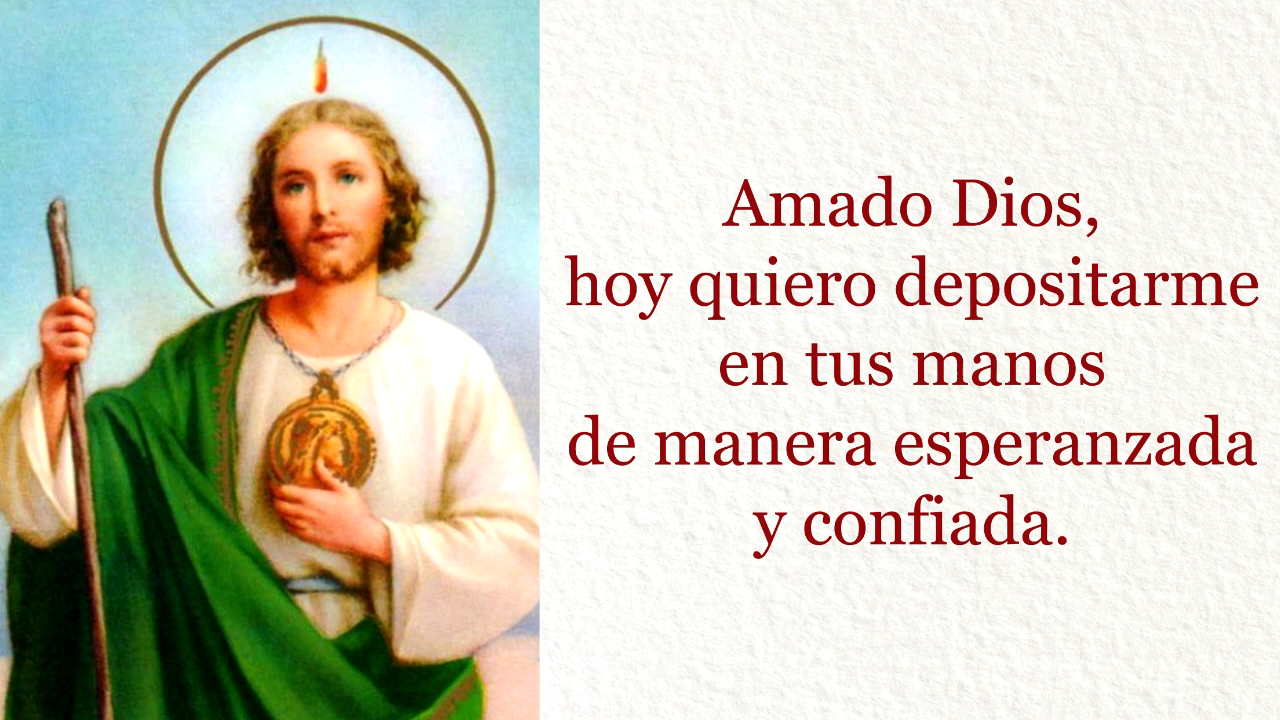 Amado Dios,
hoy quiero depositarme
en tus manos
de manera esperanzada
y confiada.